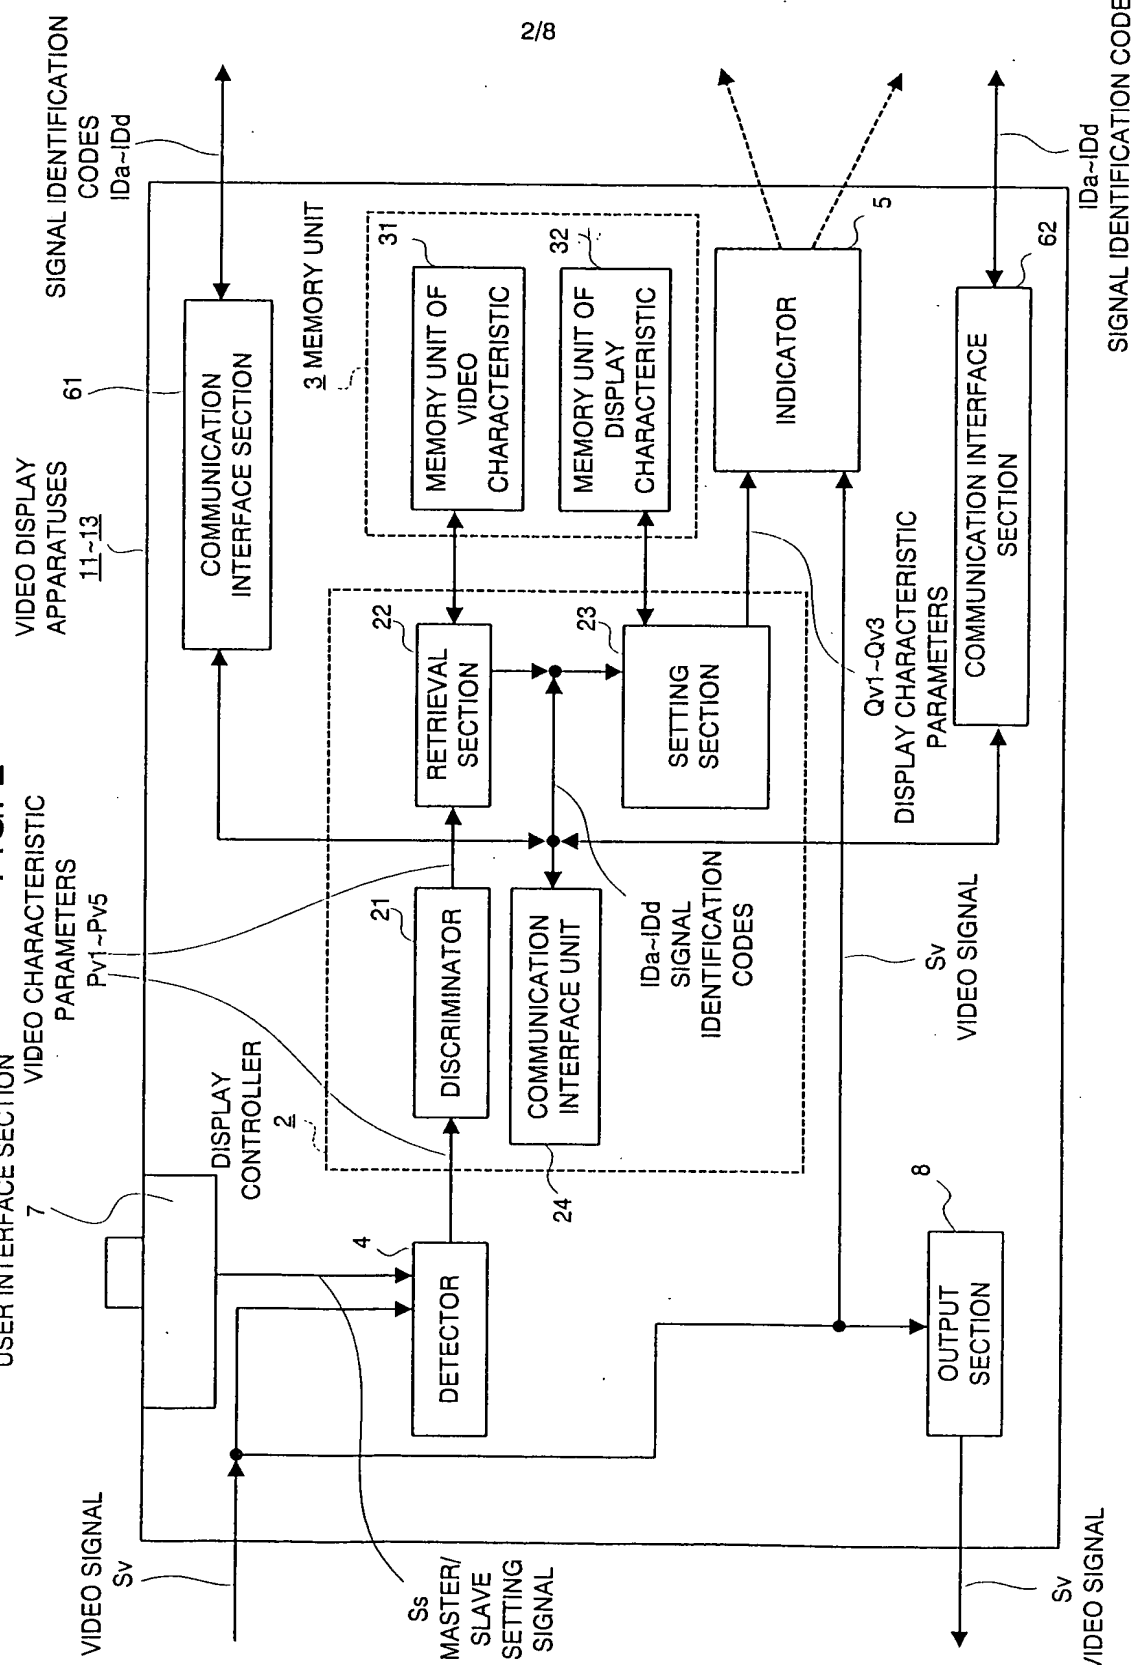 2/8
FIG. 2
USER INTERFACE SECTION
7
VIDEO CHARACTERISTIC
PARAMETERS
Pv1~Pv5
VIDEO DISPLAY
APPARATUSES
11~13
SIGNAL IDENTIFICATION
CODES
IDa~IDd
VIDEO SIGNAL
Sv
Ss
MASTER/
SLAVE
SETTING
SIGNAL
61
COMMUNICATION
INTERFACE SECTION
DISPLAY
CONTROLLER
2
4
DETECTOR
21
DISCRIMINATOR
22
RETRIEVAL
SECTION
3 MEMORY UNIT
31
MEMORY UNIT OF
VIDEO
CHARACTERISTIC
32
MEMORY UNIT OF
DISPLAY
CHARACTERISTIC
24
COMMUNICATION
INTERFACE UNIT
23
SETTING
SECTION
IDa~IDd
SIGNAL
IDENTIFICATION
CODES
INDICATOR
5
Qv1~Qv3
DISPLAY CHARACTERISTIC
PARAMETERS
Sv
VIDEO SIGNAL
8
OUTPUT
SECTION
COMMUNICATION INTERFACE
SECTION
62
Sv
VIDEO SIGNAL
IDa~IDd
SIGNAL IDENTIFICATION CODE